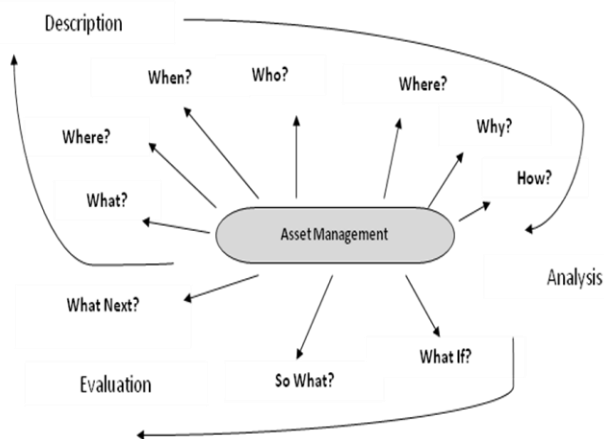 Description
When?
Who?
Where?
Where?
Why?
What?
How?
Asset Management
Analysis
What Next?
What If?
Evaluation
So What?